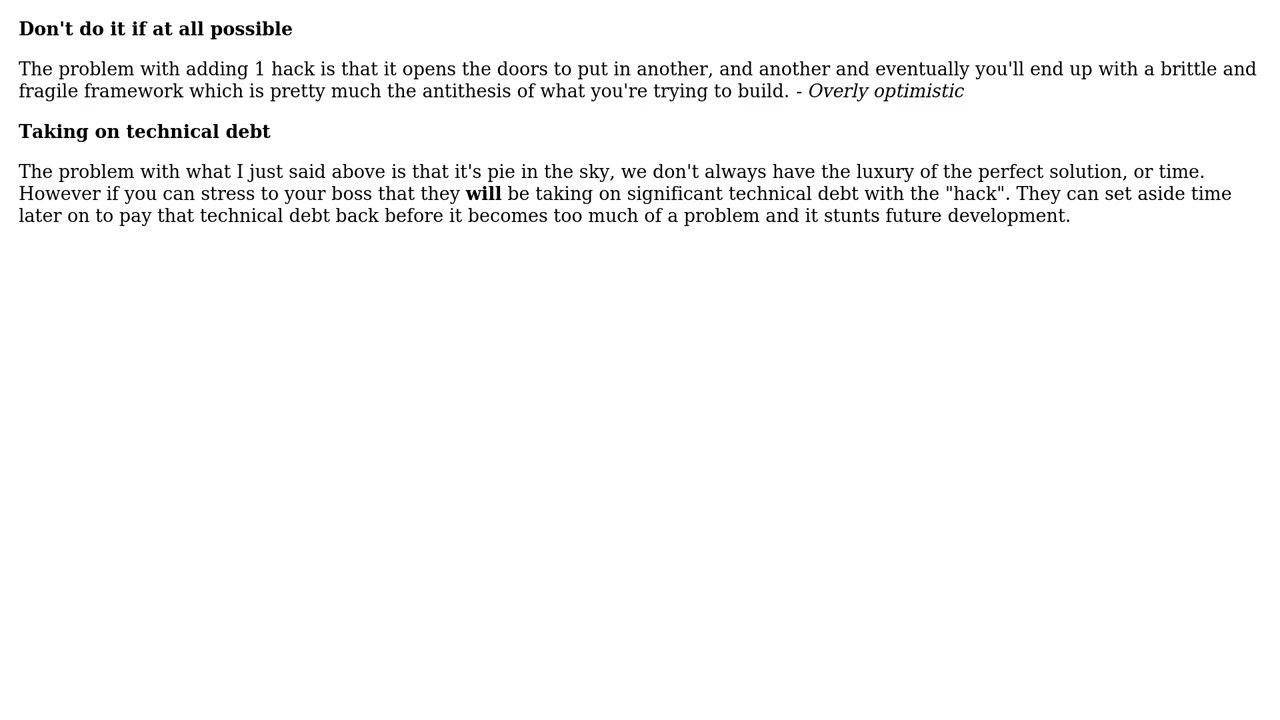 Don't do it if at all possible
The problem with adding 1 hack is that it opens the doors to put in another, and another and eventually you'll end up with a brittle and
fragile framework which is pretty much the antithesis of what you're trying to build. - Overly optimistic
Taking on technical debt
The problem with what I just said above is that it's pie in the sky, we don't always have the luxury of the perfect solution, or time.
However if you can stress to your boss that they will be taking on significant technical debt with the "hack". They can set aside time
later on to pay that technical debt back before it becomes too much of a problem and it stunts future development.